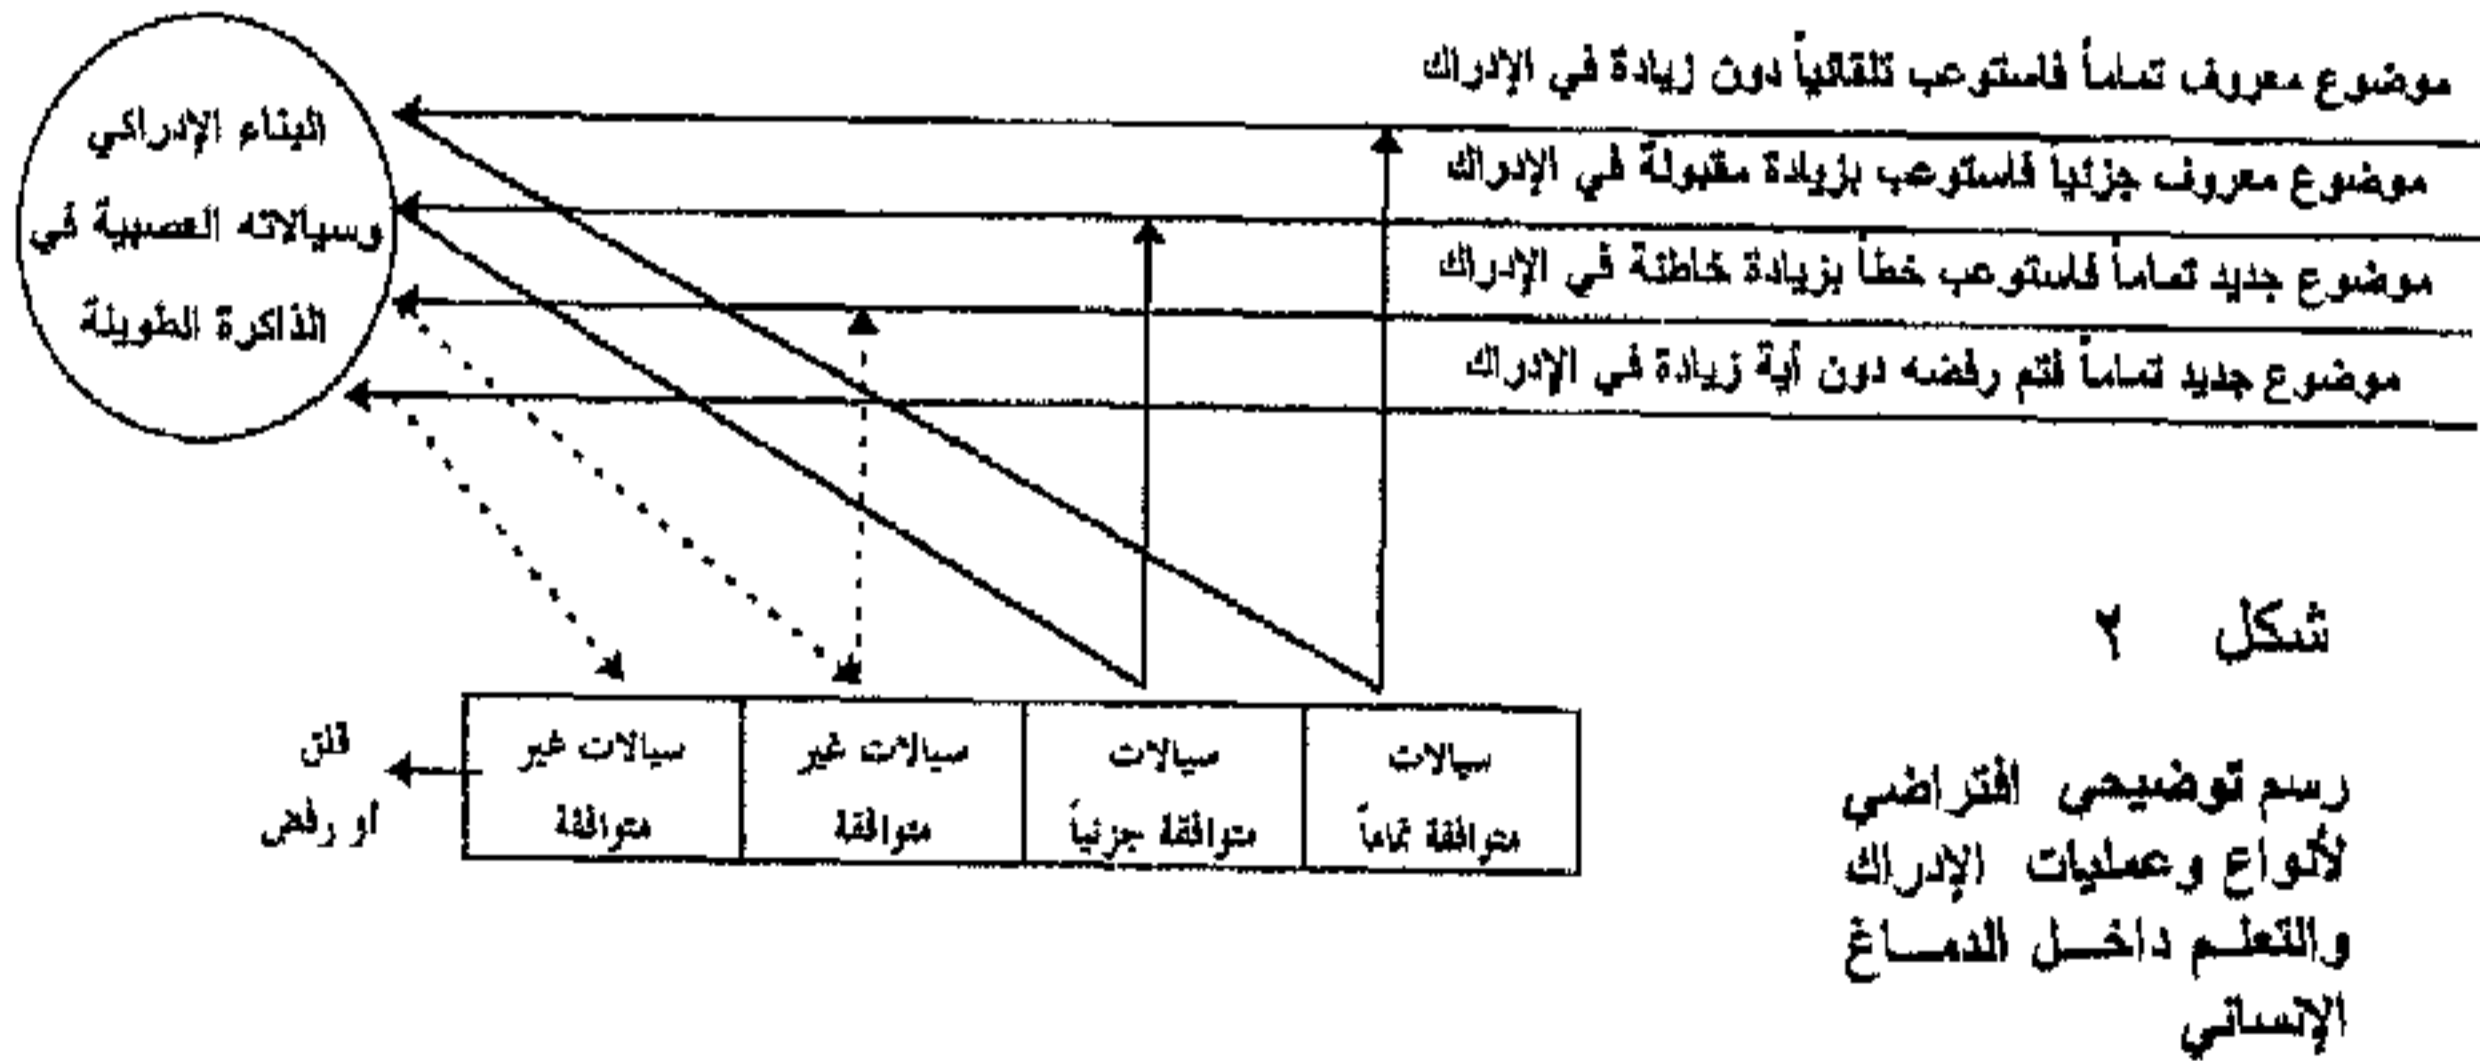 موضوع معروف تماماً فاستوعب تلقائياً دون زيادة في الإدراك
موضوع معروف جزئياً فاستوعب بزيادة مقبولة في الإدراك
موضوع جديد تماماً فاستوعب خطأ بزيادة خاطئة في الإدراك
موضوع جديد تماماً فتم رفضه دون أية زيادة في الإدراك
البناء الإدراكي
وسيالاته العصبية في
الذاكرة الطويلة
سيالات
متوافقة تماماً
سيالات
متوافقة جزئياً
سيالات غير
متوافقة
سيالات غير
متوافقة
قلق
او رفض
شكل ٢
رسم توضيحي افتراضي
لأنواع وعمليات الإدراك
والتعلم داخل الدماغ
الإنساني